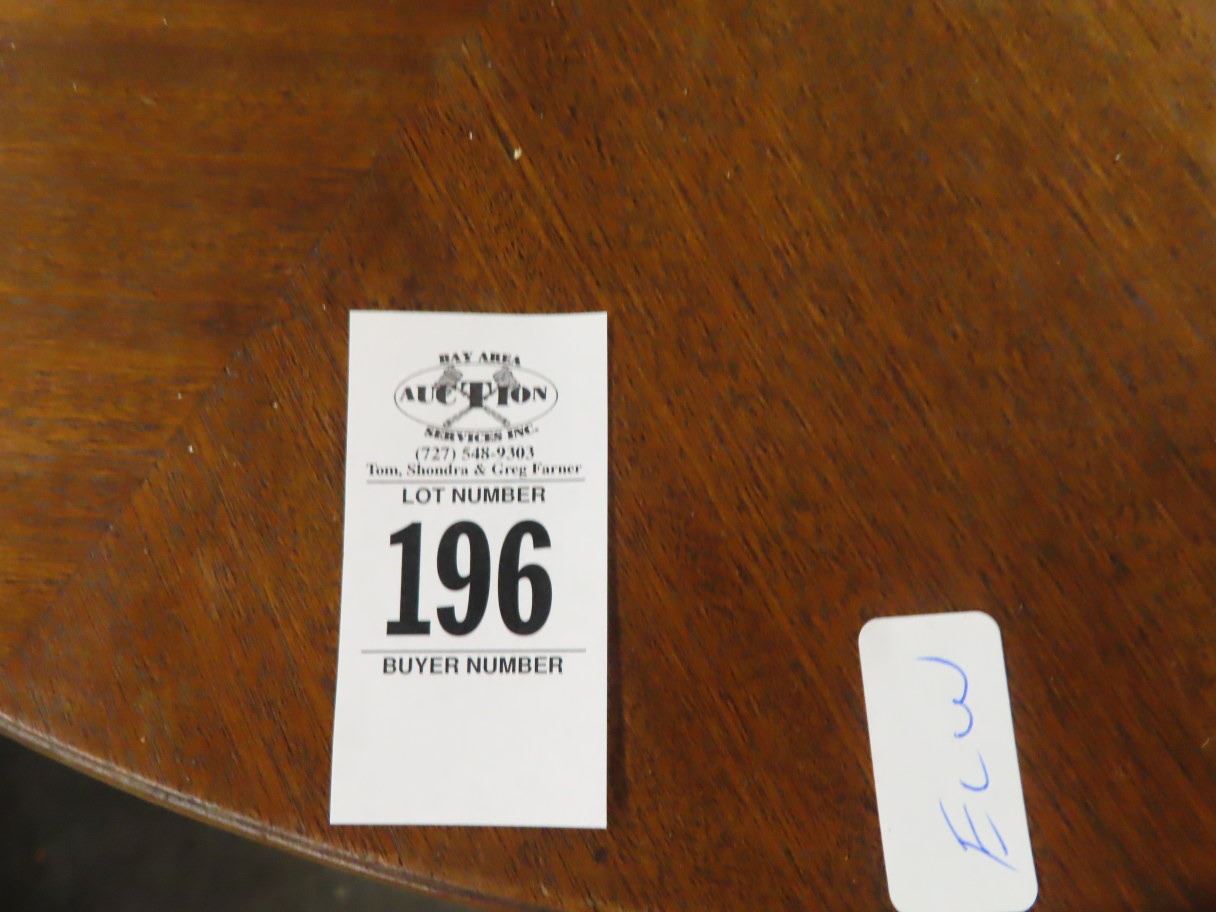 BAY AREA
AUCTION
SERVICES INC.
(727) 548-9303
Tom, Shondra & Greg Farner
LOT NUMBER
196
BUYER NUMBER
ELW